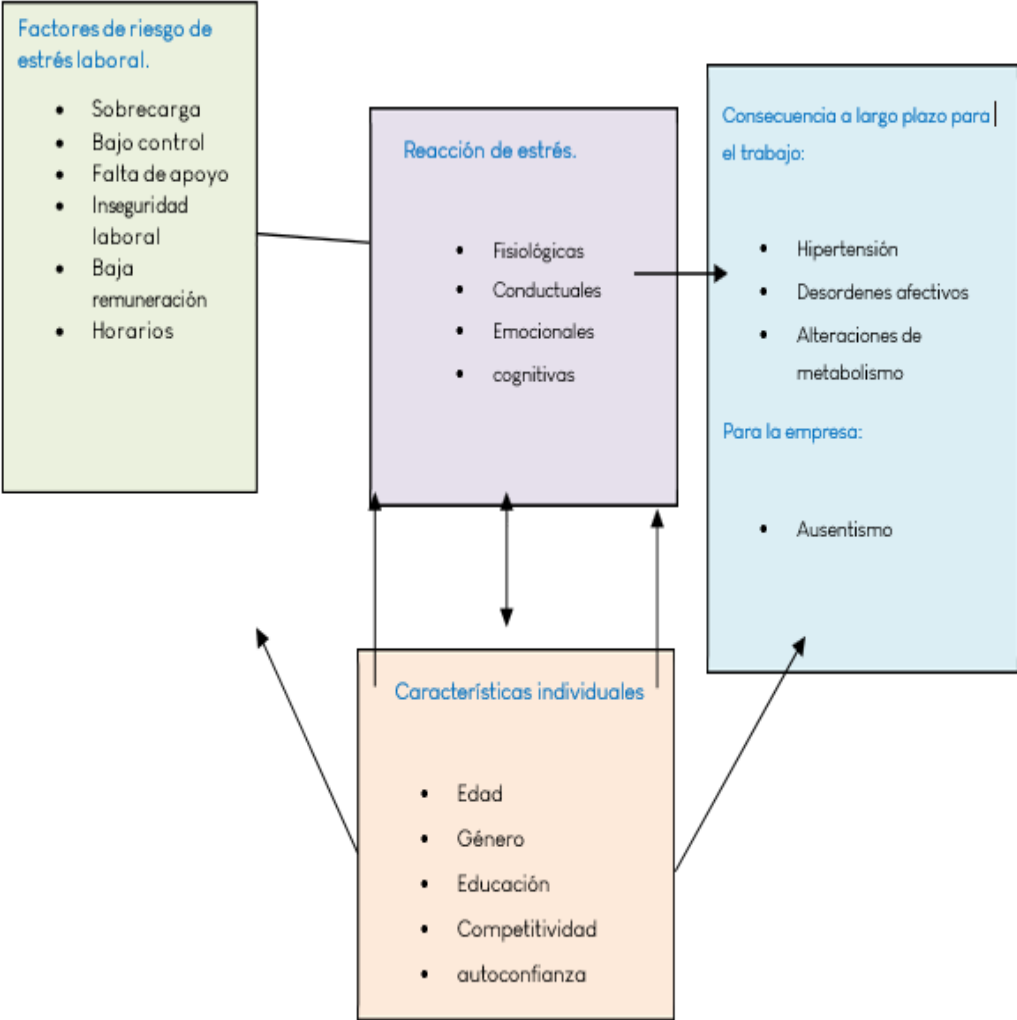 Factores de riesgo de
estrés laboral.
• Sobrecarga
• Bajo control
• Falta de apoyo
• Inseguridad
laboral
• Baja
remuneración
• Horarios
Reacción de estrés.
• Fisiológicas
• Conductuales
• Emocionales
• cognitivas
Consecuencia a largo plazo para
el trabajo:
• Hipertensión
• Desordenes afectivos
• Alteraciones de
metabolismo
Para la empresa:
• Ausentismo
Características individuales
• Edad
• Género
• Educación
• Competitividad
• autoconfianza